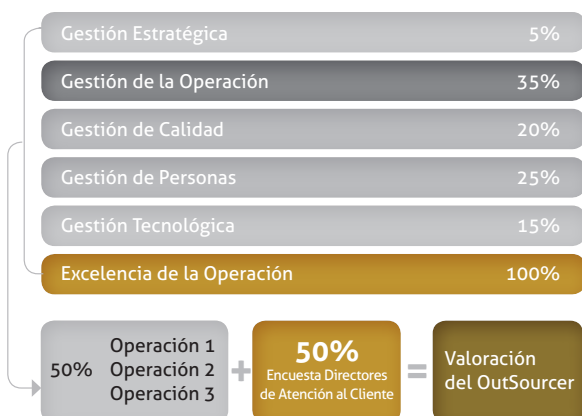 Gestión Estratégica 5%
Gestión de la Operación 35%
Gestión de Calidad 20%
Gestión de Personas 25%
Gestión Tecnológica 15%
Excelencia de la Operación 100%
50%
Operación 1
Operación 2
Operación 3
+
50%
Encuesta Directores
de Atención al Cliente
=
Valoración
del OutSourcer